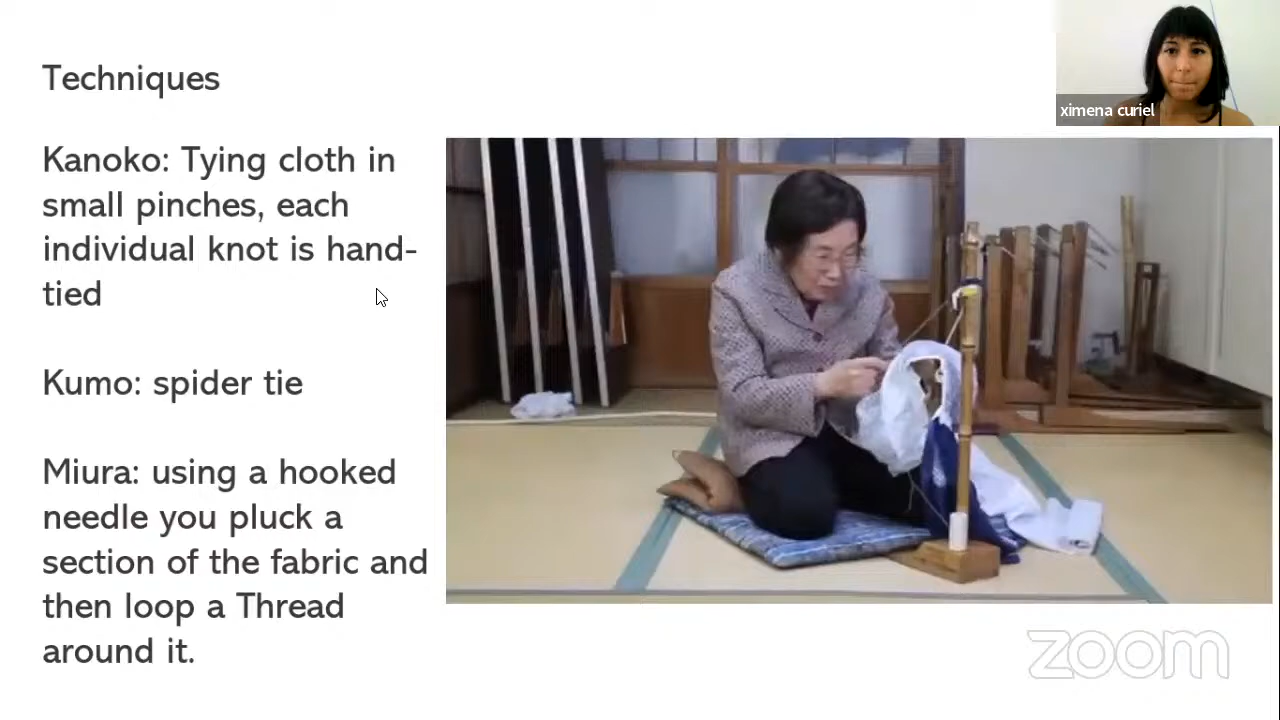 Techniques
ximena curiel
Kanoko: Tying cloth in
small pinches, each
individual knot is hand-
tied
Kumo: spider tie
Miura: using a hooked
needle you pluck a
section of the fabric and
then loop a Thread
around it.
zoom